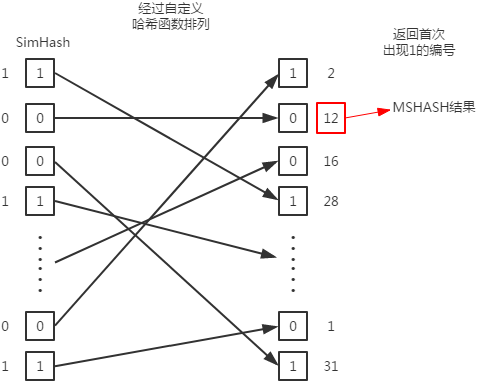 经过自定义
哈希函数排列
返回首次
出现1的编号
SimHash
1 1 1 2
0 0 0 12 MSHASH结果
0 0 0 16
1 1 1 28
0 0 0 1
1 1 1 31